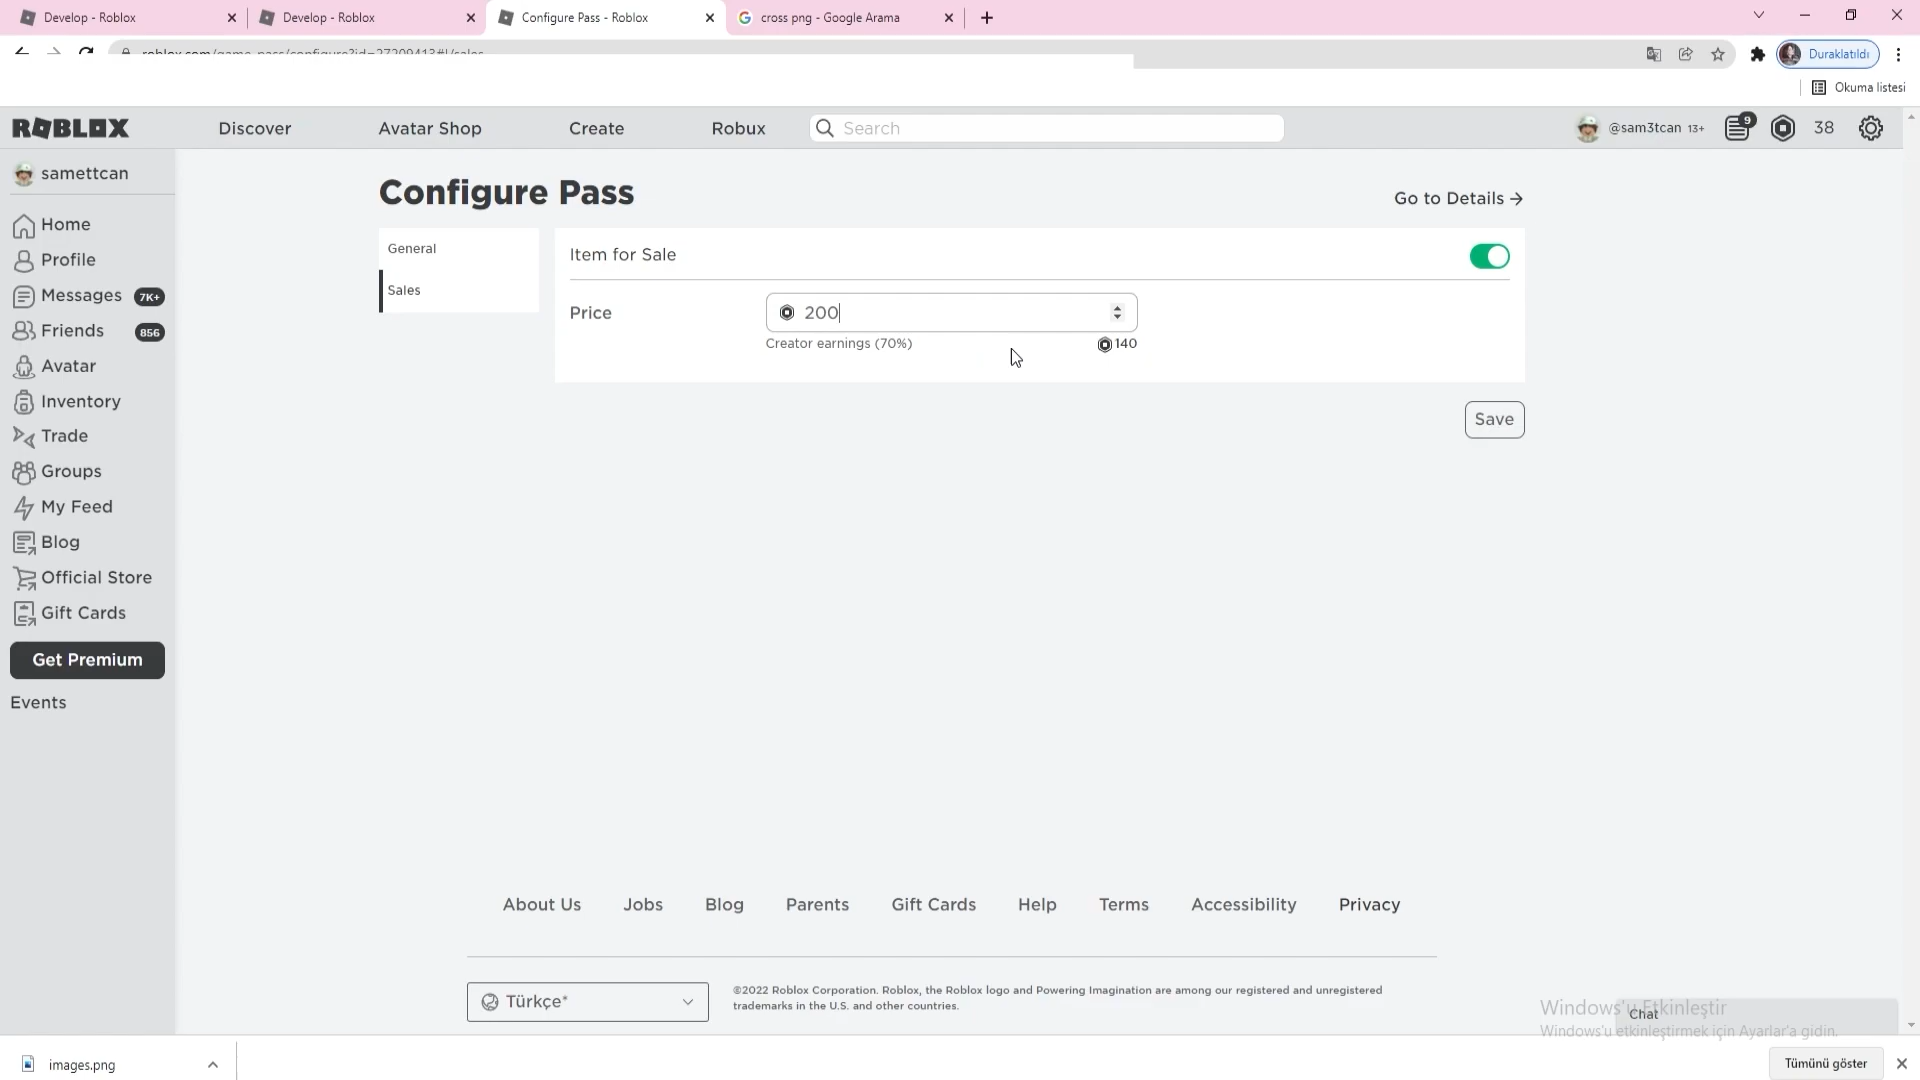 Develop - Roblox
Develop - Roblox
Configure Pass - Roblox
cross png - Google Arama
roblox.com/game-pass/configure?id=27209413#!/sales
Duraklatıldı
Okuma listesi
ROBLOX
Discover
Avatar Shop
Create
Robux
Search
@sam3tcan 13+
9
38
samettcan
Home
Profile
Messages 7K+
Friends 856
Avatar
Inventory
Trade
Groups
My Feed
Blog
Official Store
Gift Cards
Get Premium
Events
Configure Pass
Go to Details
General
Sales
Item for Sale
Price
200
Creator earnings (70%)
140
Save
About Us
Jobs
Blog
Parents
Gift Cards
Help
Terms
Accessibility
Privacy
Türkçe*
©2022 Roblox Corporation. Roblox, the Roblox logo and Powering Imagination are among our registered and unregistered
trademarks in the U.S. and other countries.
Windows'u Etkinleştir
Chat
Windows'u etkinleştirmek için Ayarlar'a gidin.
images.png
Tümünü göster